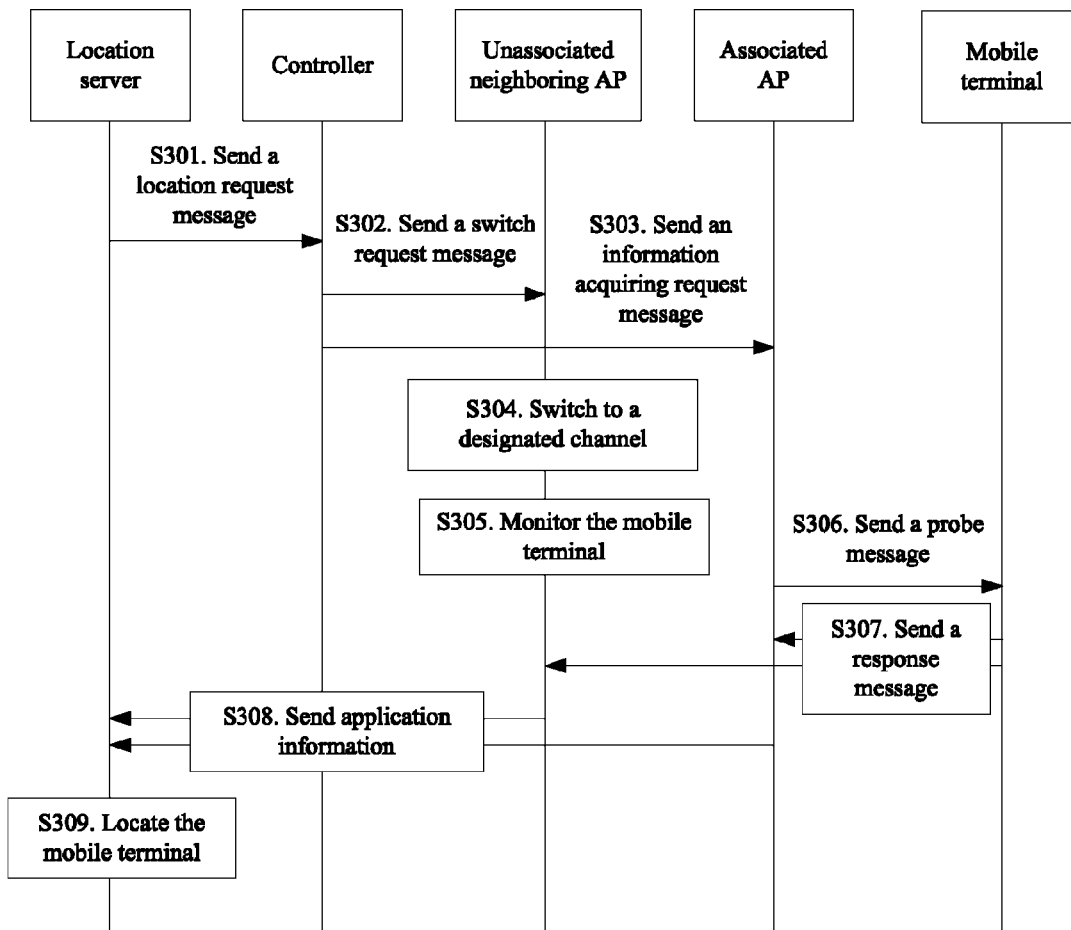 Location
server
Controller
Unassociated
neighboring AP
Associated
AP
Mobile
terminal
S301. Send a
location request
message
S302. Send a switch
request message
S303. Send an
information
acquiring request
message
S304. Switch to a
designated channel
S305. Monitor the mobile
terminal
S306. Send a probe
message
S307. Send a
response
message
S308. Send application
information
S309. Locate the
mobile terminal